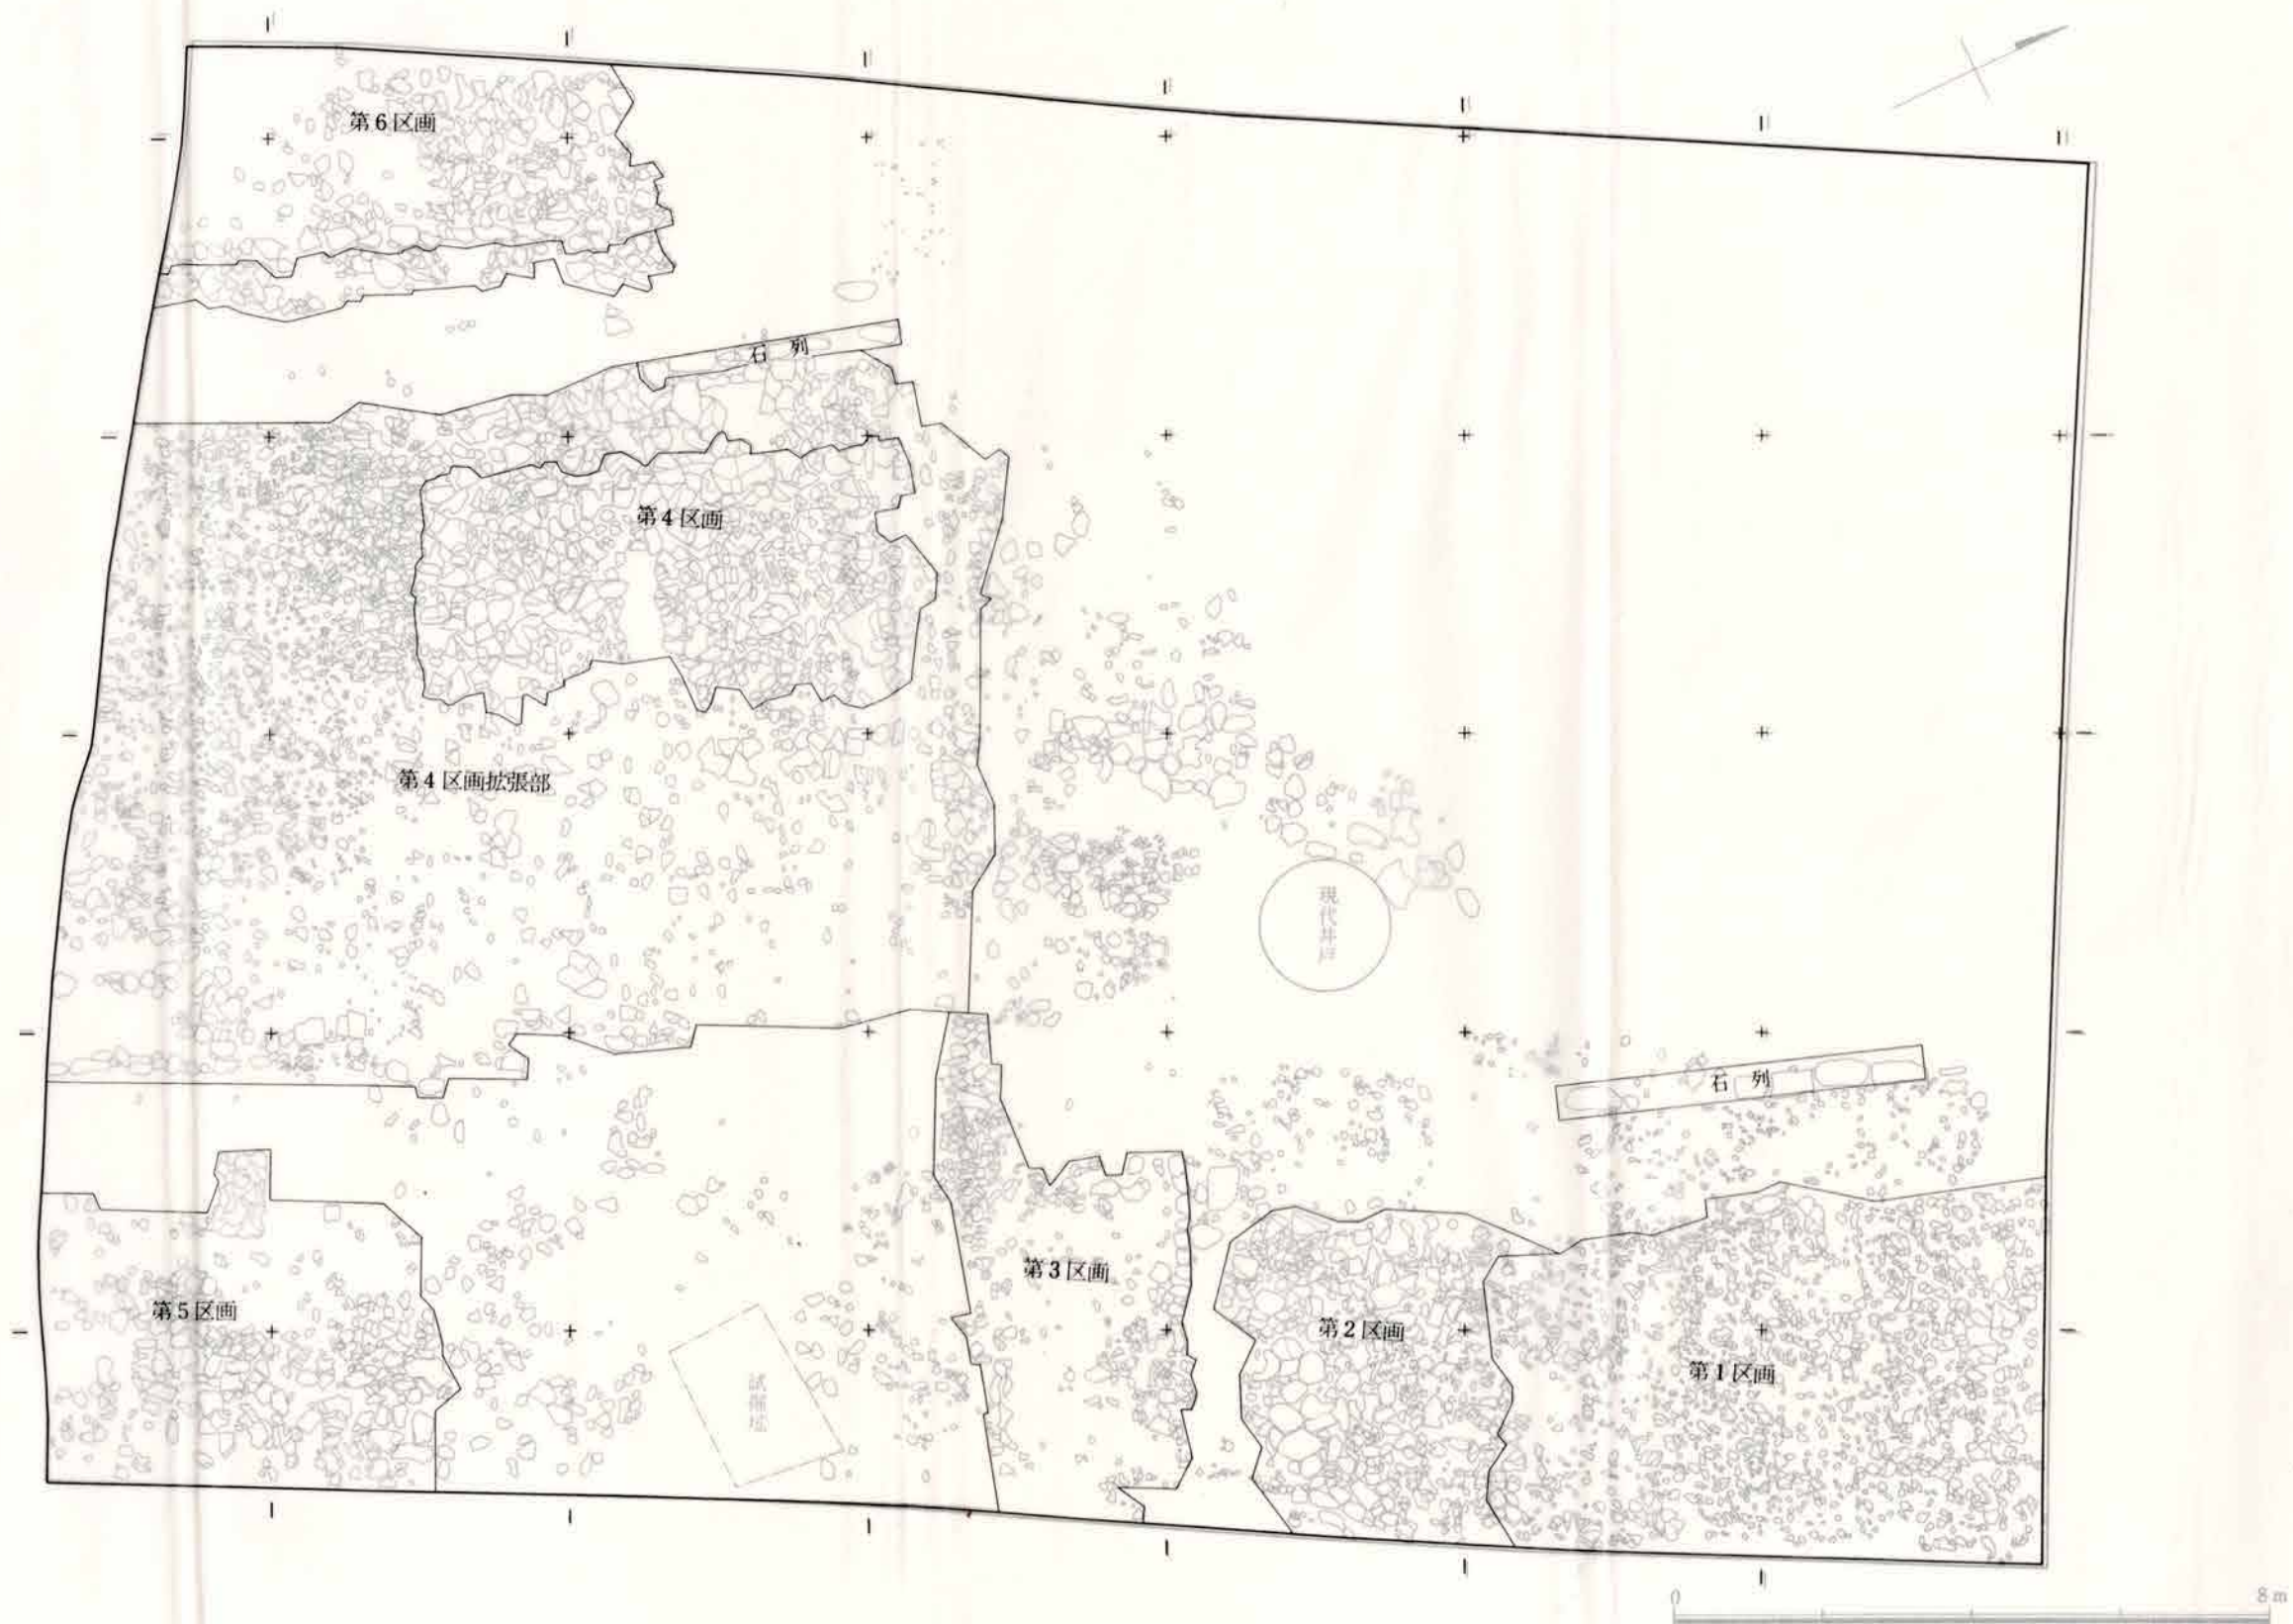 第6区画
石列
第4区画
第4区画拡張部
現代井戸
石列
第3区画
第5区画
第2区画
第1区画
試掘坑
0 8m